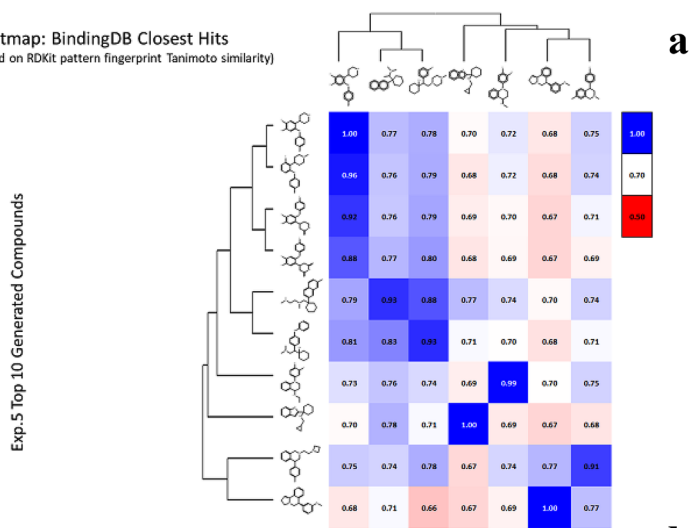 tmap: BindingDB Closest Hits
d on RDKit pattern fingerprint Tanimoto similarity)
a
Exp.5 Top 10 Generated Compounds
1.00 0.77 0.78 0.70 0.72 0.68 0.75 1.00
0.96 0.76 0.79 0.68 0.72 0.68 0.74 0.70
0.92 0.76 0.79 0.69 0.70 0.67 0.71 0.50
0.88 0.77 0.80 0.68 0.69 0.67 0.69
0.79 0.93 0.88 0.77 0.74 0.70 0.74
0.81 0.83 0.93 0.71 0.70 0.68 0.71
0.73 0.76 0.74 0.69 0.99 0.70 0.75
0.70 0.78 0.71 1.00 0.69 0.67 0.68
0.75 0.74 0.78 0.67 0.74 0.77 0.91
0.68 0.71 0.66 0.67 0.69 1.00 0.77